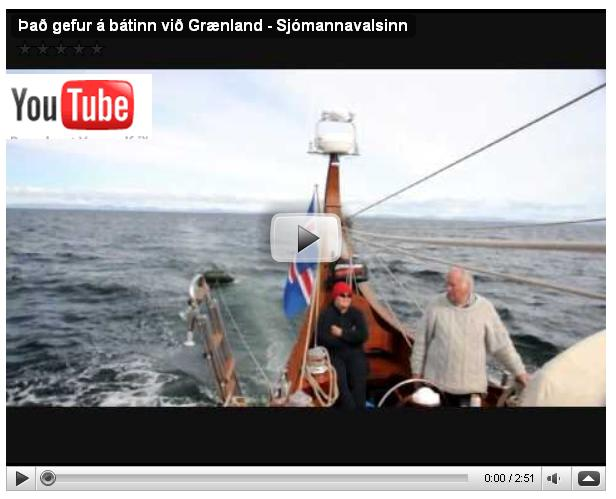 Það gefur á bátinn við Grænland - Sjómannavalsinn
YouTube
0:00 / 2:51